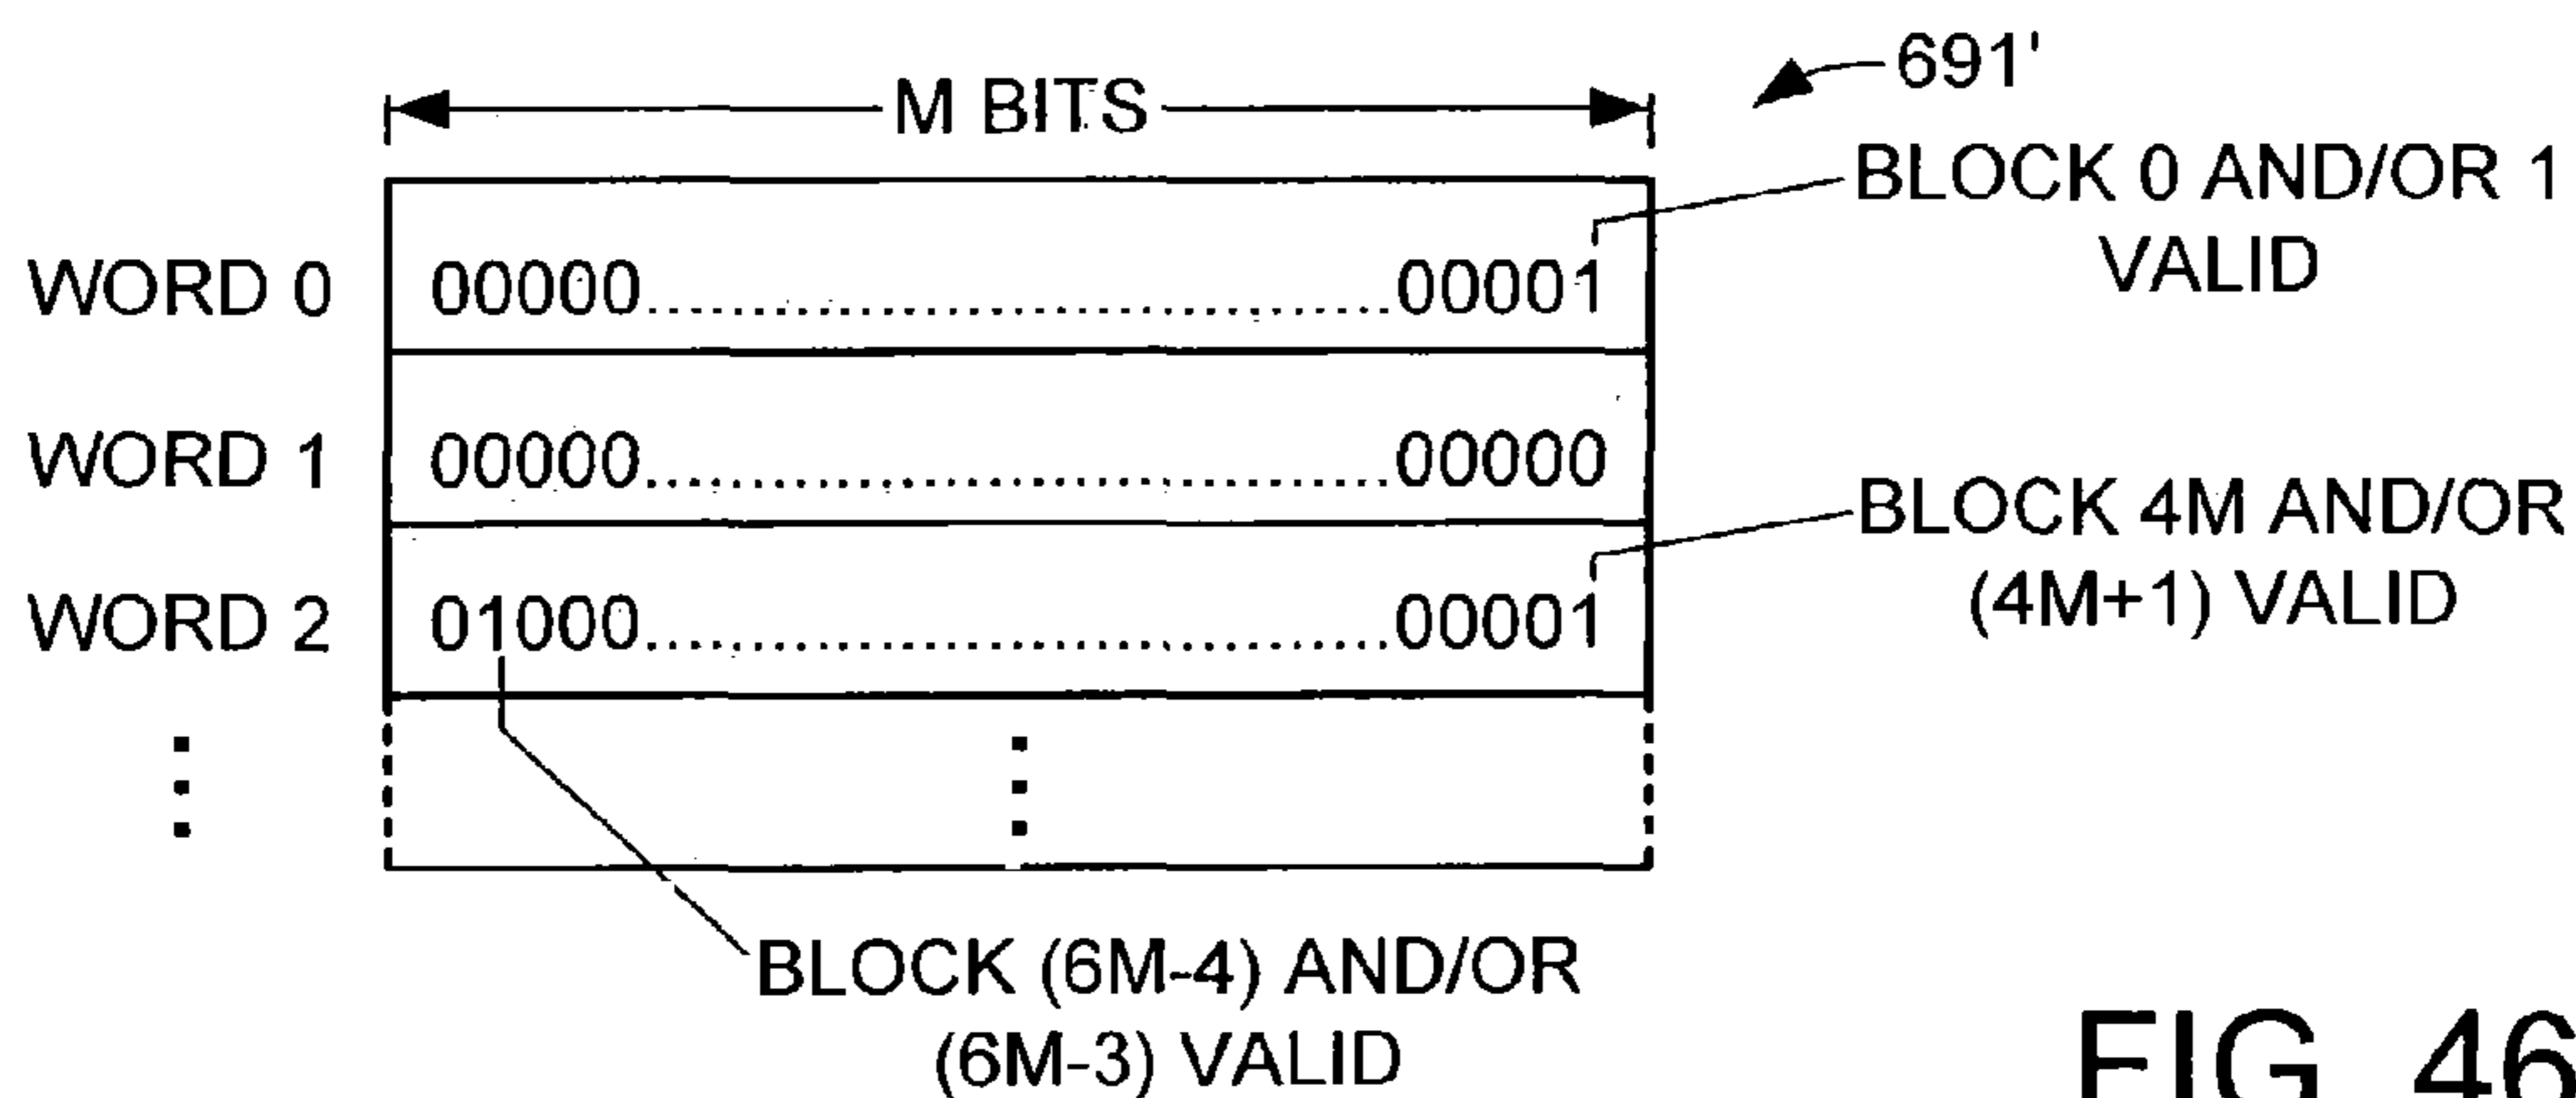 691'
M BITS
BLOCK 0 AND/OR 1
VALID
WORD 0 00000..................................00001
WORD 1 00000..................................00000
BLOCK 4M AND/OR
(4M+1) VALID
WORD 2 01000..................................00001
BLOCK (6M-4) AND/OR
(6M-3) VALID
FIG. 46